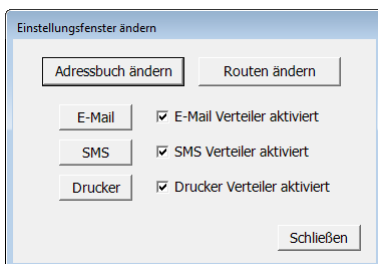 Einstellungsfenster ändern
Adressbuch ändern Routen ändern
E-Mail E-Mail Verteiler aktiviert
SMS SMS Verteiler aktiviert
Drucker Drucker Verteiler aktiviert
Schließen